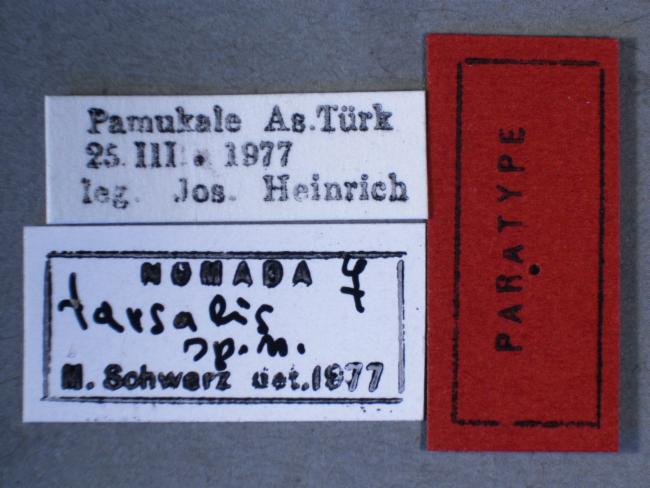 Pamukale As.Türk
25.III. 1977
leg. Jos. Heinrich
NOMADA ♀
tarsalis
sp.n.
M. Schwarz det.1977
PARATYPE